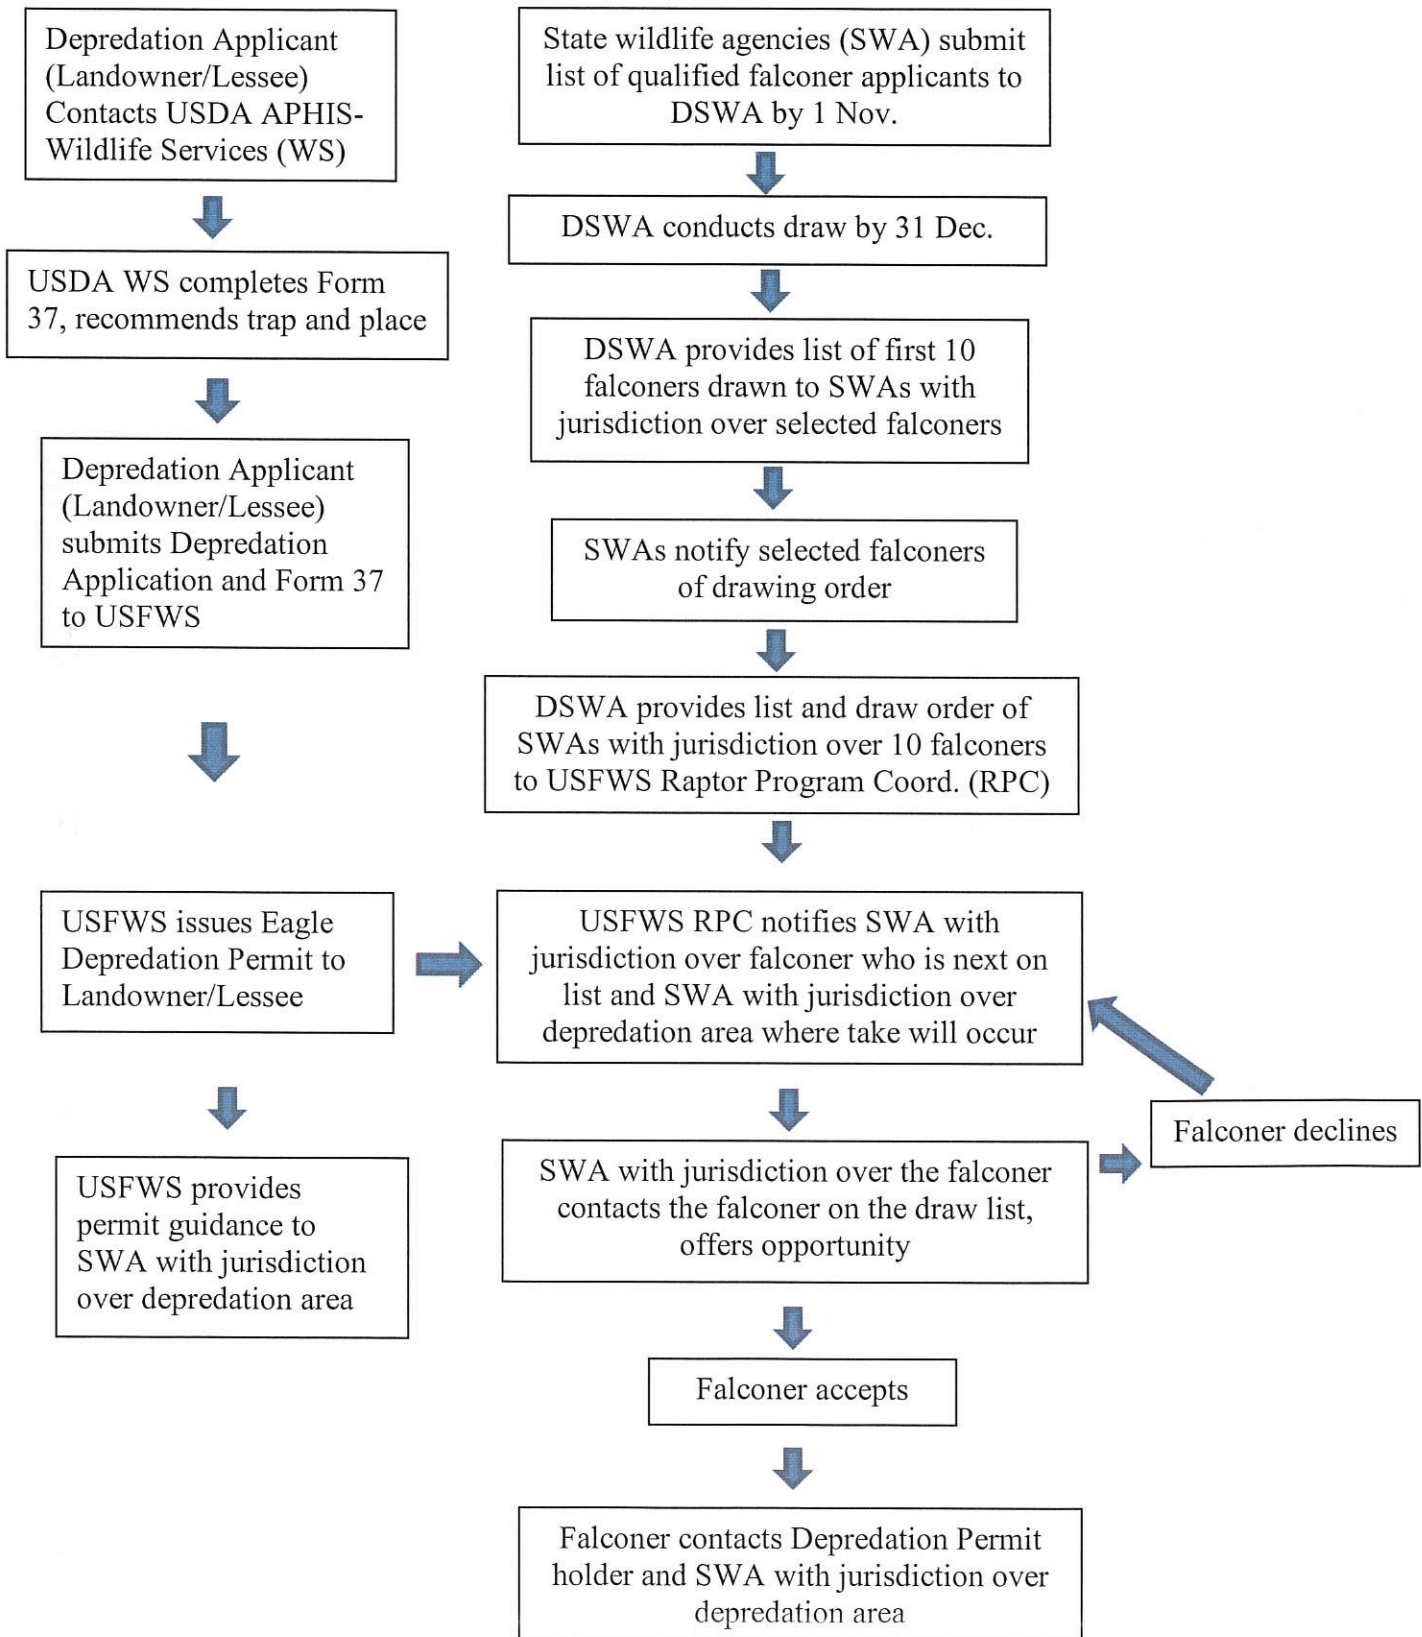 Depredation Applicant
(Landowner/Lessee)
Contacts USDA APHIS-
Wildlife Services (WS)
USDA WS completes Form
37, recommends trap and place
Depredation Applicant
(Landowner/Lessee)
submits Depredation
Application and Form 37
to USFWS
USFWS issues Eagle
Depredation Permit to
Landowner/Lessee
USFWS provides
permit guidance to
SWA with jurisdiction
over depredation area
State wildlife agencies (SWA) submit
list of qualified falconer applicants to
DSWA by 1 Nov.
DSWA conducts draw by 31 Dec.
DSWA provides list of first 10
falconers drawn to SWAs with
jurisdiction over selected falconers
SWAs notify selected falconers
of drawing order
DSWA provides list and draw order of
SWAs with jurisdiction over 10 falconers
to USFWS Raptor Program Coord. (RPC)
USFWS RPC notifies SWA with
jurisdiction over falconer who is next on
list and SWA with jurisdiction over
depredation area where take will occur
SWA with jurisdiction over the falconer
contacts the falconer on the draw list,
offers opportunity
Falconer declines
Falconer accepts
Falconer contacts Depredation Permit
holder and SWA with jurisdiction over
depredation area